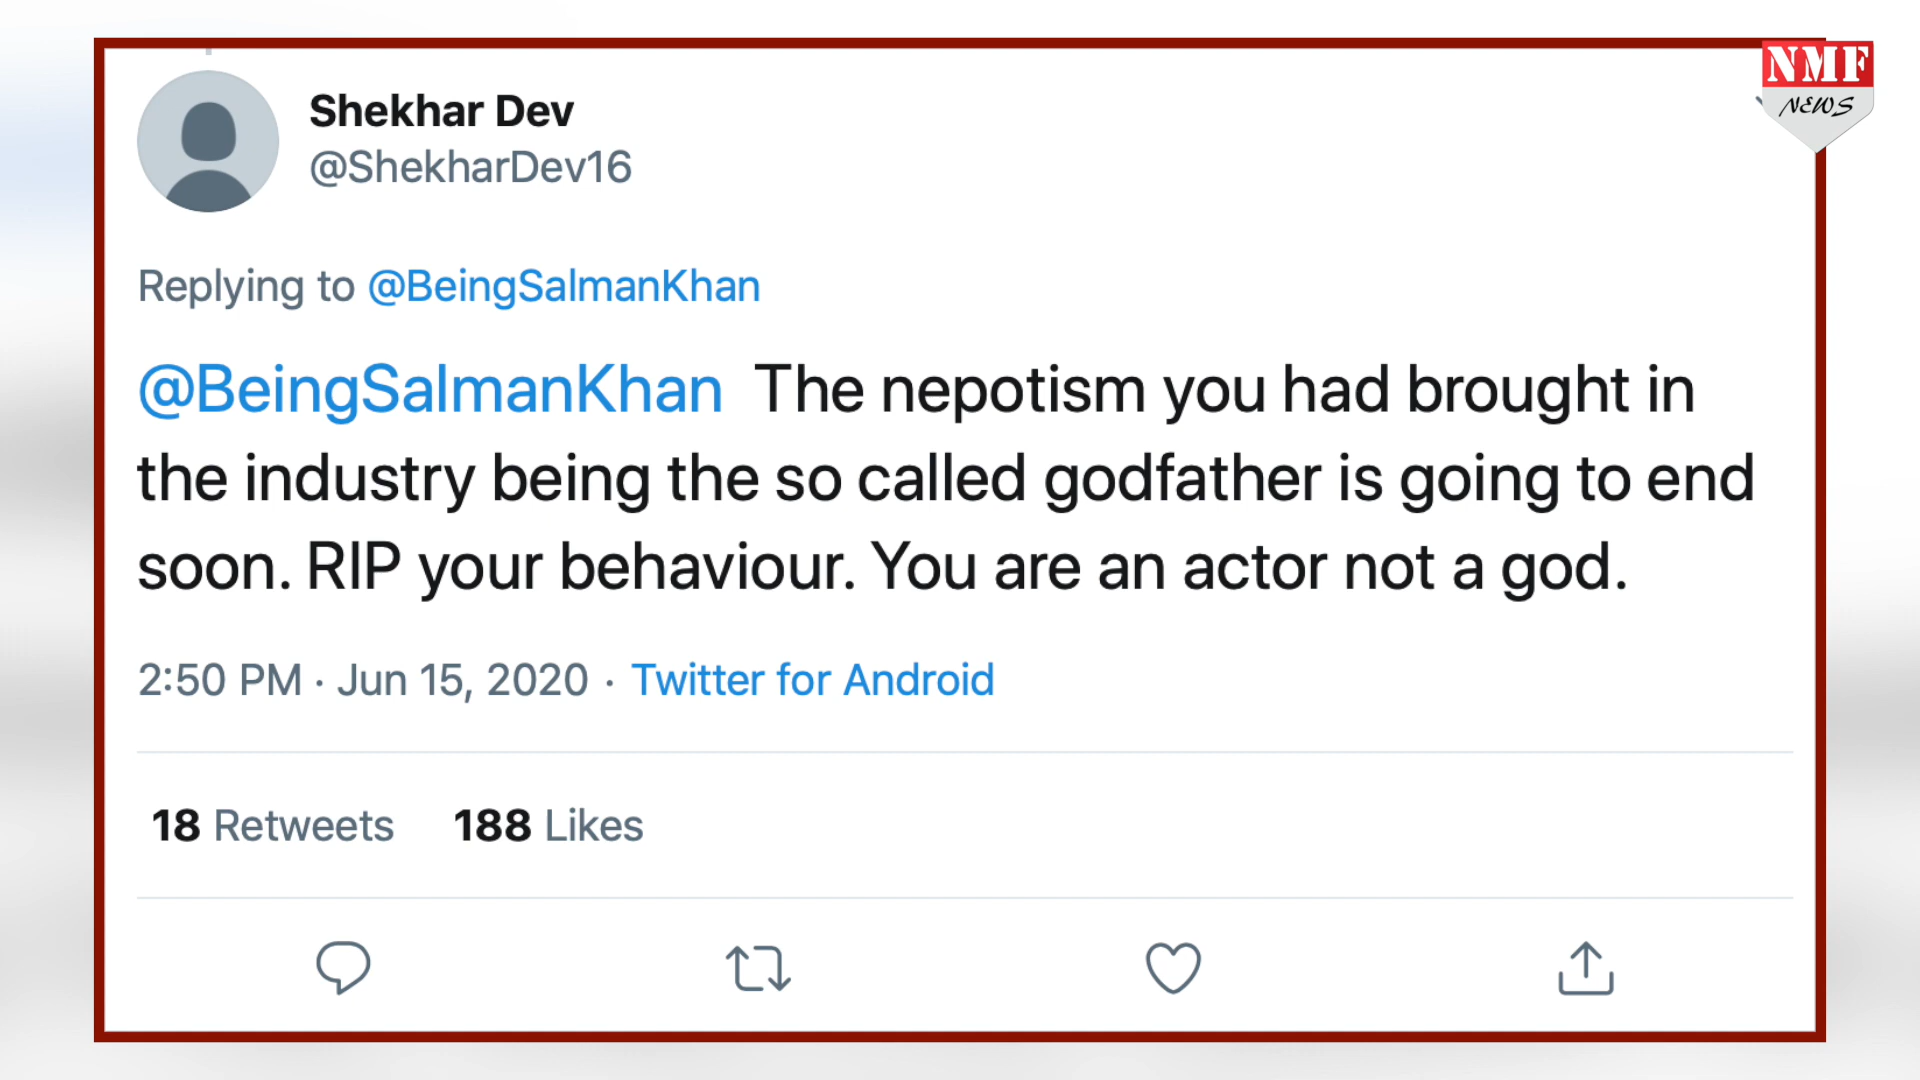 NMF
NEWS
Shekhar Dev
@ShekharDev16
Replying to @BeingSalmanKhan
@BeingSalmanKhan The nepotism you had brought in
the industry being the so called godfather is going to end
soon. RIP your behaviour. You are an actor not a god.
2:50 PM · Jun 15, 2020 · Twitter for Android
18 Retweets 188 Likes